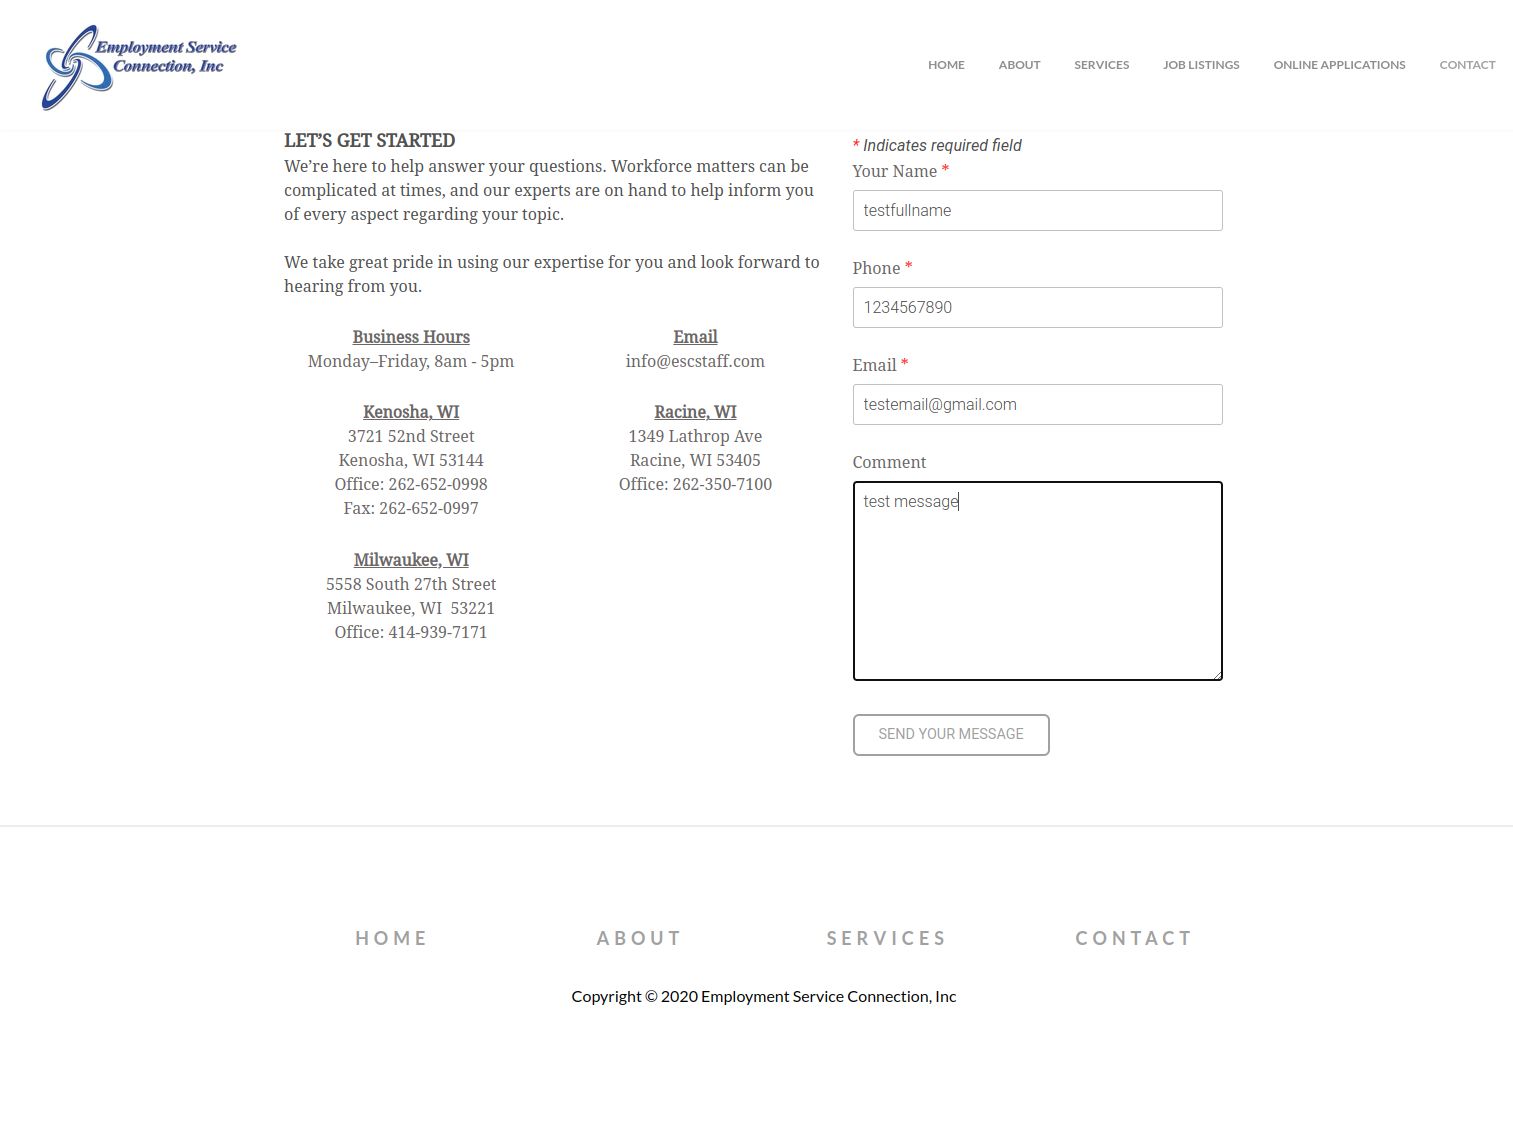 Employment Service
Connection, Inc
HOME ABOUT SERVICES JOB LISTINGS ONLINE APPLICATIONS CONTACT
LET’S GET STARTED
We’re here to help answer your questions. Workforce matters can be
complicated at times, and our experts are on hand to help inform you
of every aspect regarding your topic.
We take great pride in using our expertise for you and look forward to
hearing from you.
Business Hours
Monday–Friday, 8am - 5pm
Email
info@escstaff.com
Kenosha, WI
3721 52nd Street
Kenosha, WI 53144
Office: 262-652-0998
Fax: 262-652-0997
Racine, WI
1349 Lathrop Ave
Racine, WI 53405
Office: 262-350-7100
Milwaukee, WI
5558 South 27th Street
Milwaukee, WI  53221
Office: 414-939-7171
* Indicates required field
Your Name *
testfullname
Phone *
1234567890
Email *
testemail@gmail.com
Comment
test message
SEND YOUR MESSAGE
HOME ABOUT SERVICES CONTACT
Copyright © 2020 Employment Service Connection, Inc